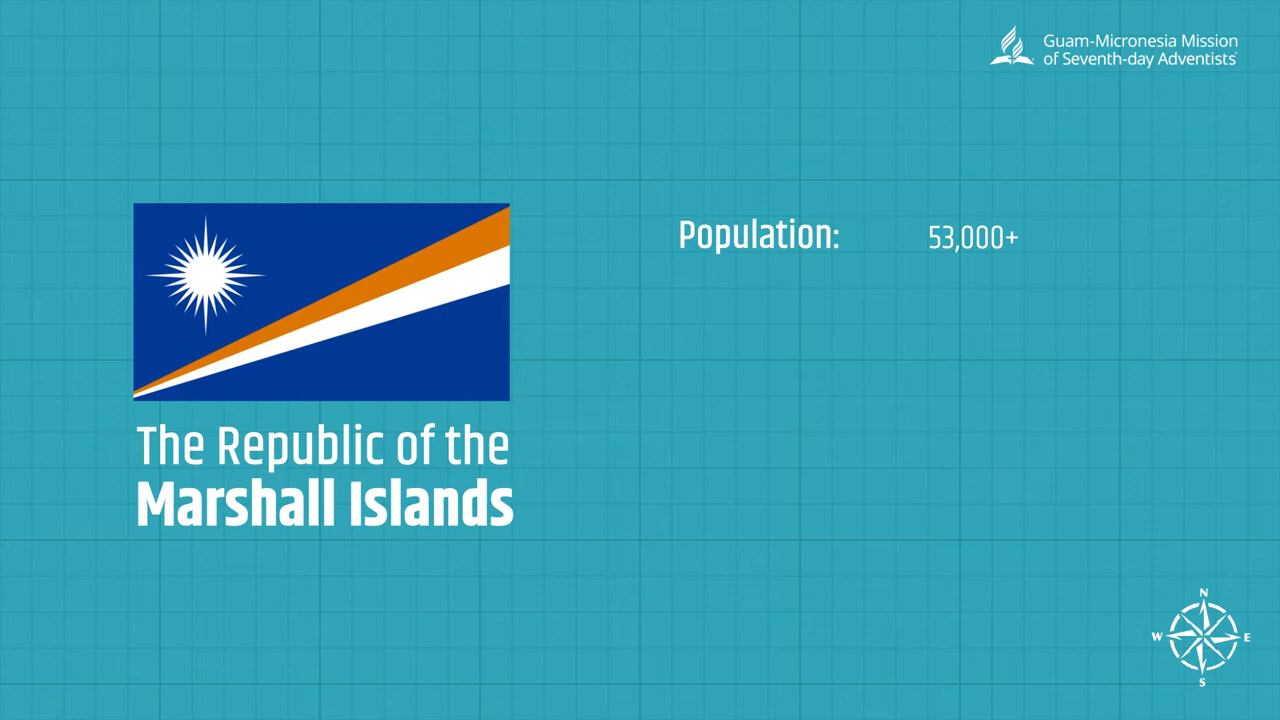 Guam-Micronesia Mission
of Seventh-day Adventists
Population: 53,000+
The Republic of the
Marshall Islands
N
W E
S